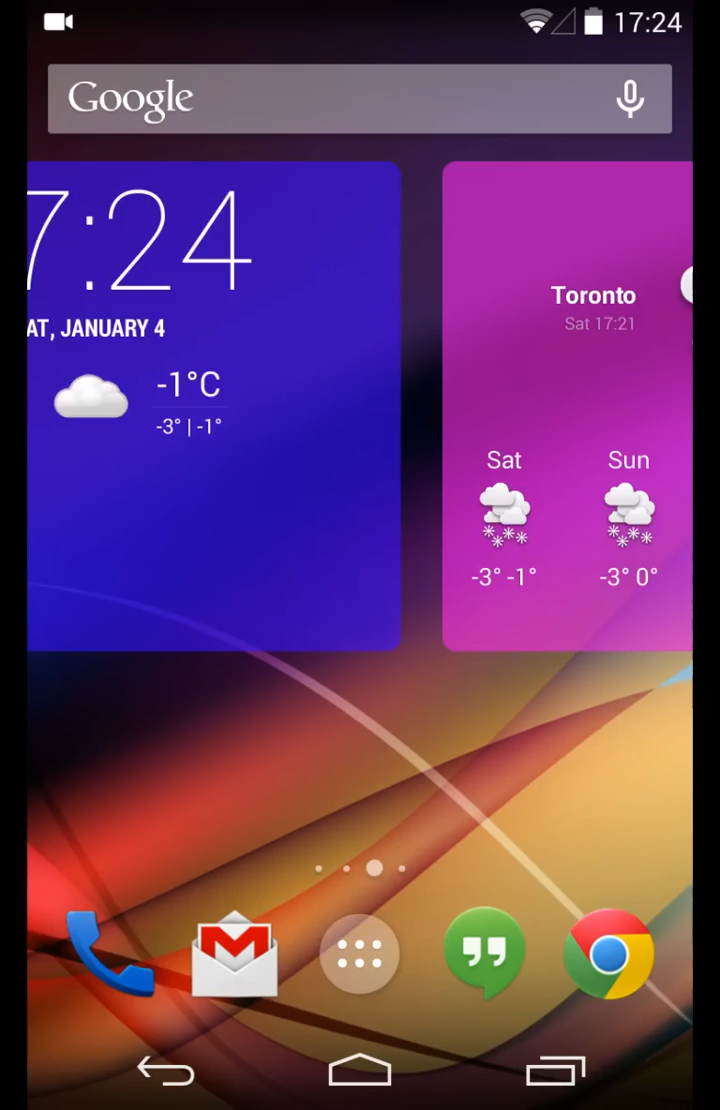 17:24
Google
7:24
AT, JANUARY 4
-1°C
-3° | -1°
Toronto
Sat 17:21
Sat Sun
-3° -1° -3° 0°